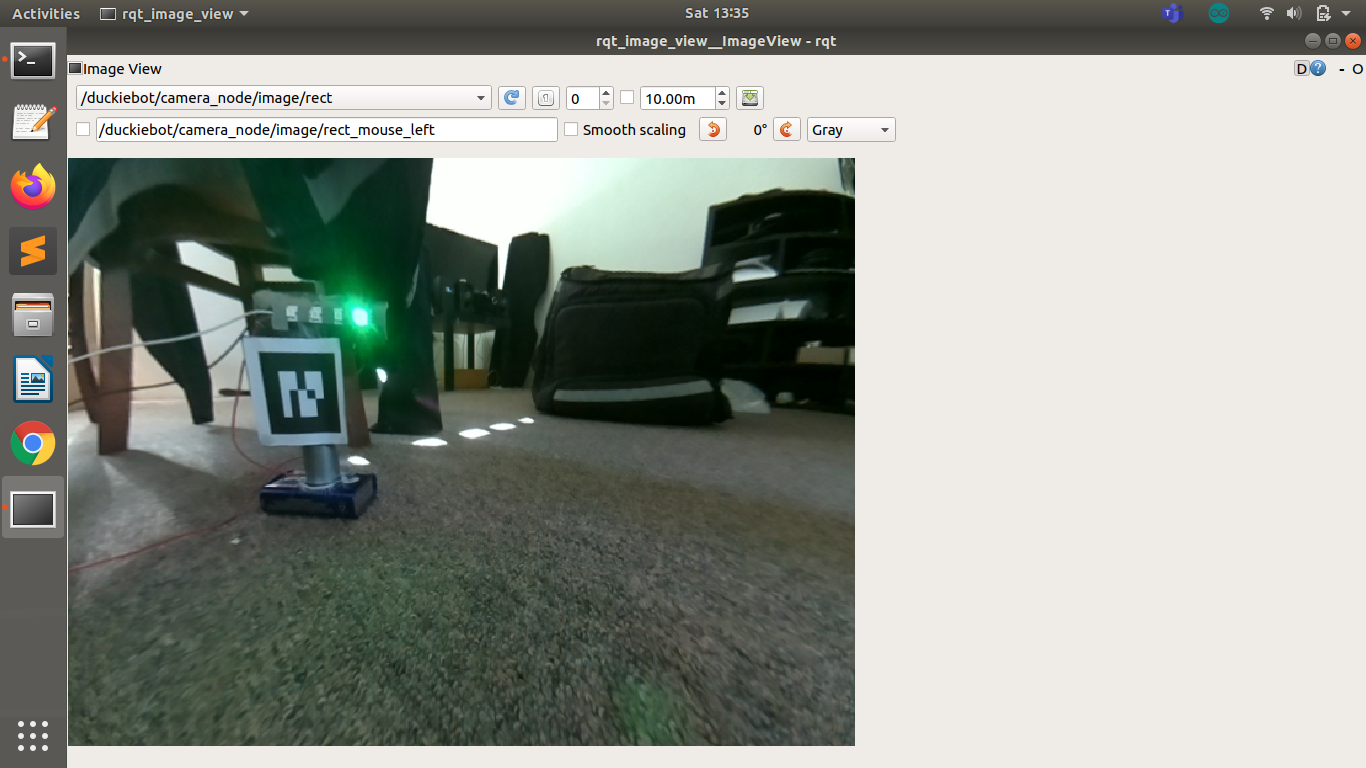 Activities rqt_image_view Sat 13:35
rqt_image_view__ImageView - rqt
Image View D ? - O
/duckiebot/camera_node/image/rect 0 10.00m
/duckiebot/camera_node/image/rect_mouse_left Smooth scaling 0° Gray